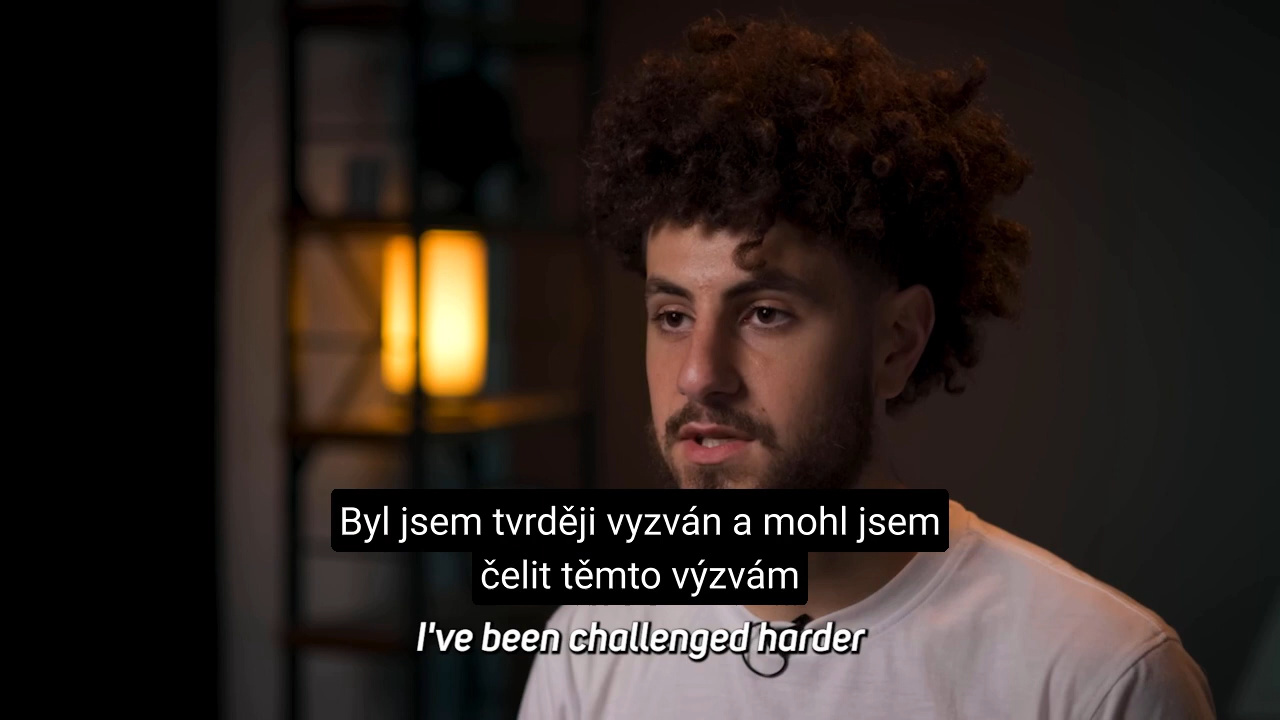 Byl jsem tvrději vyzván a mohl jsem
čelit těmto výzvám
I've been challenged harder